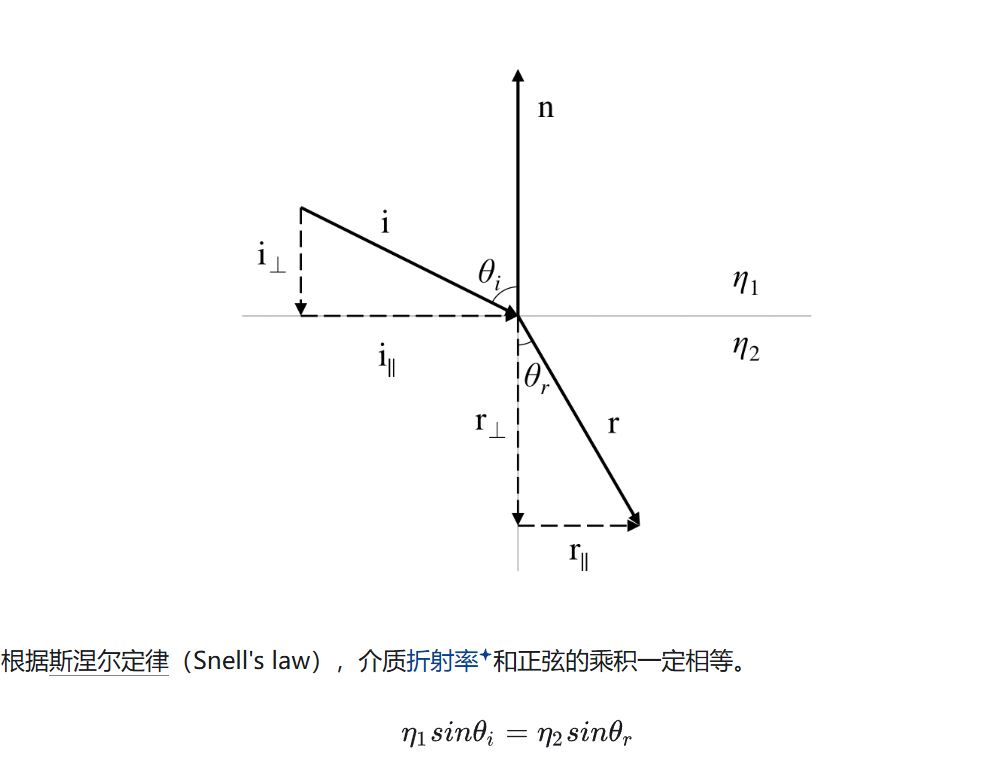 n
i
i⊥
θi
η1
i∥
η2
θr
r⊥
r
r∥
根据斯涅尔定律（Snell's law），介质折射率和正弦的乘积一定相等。
η1 sinθi = η2 sinθr